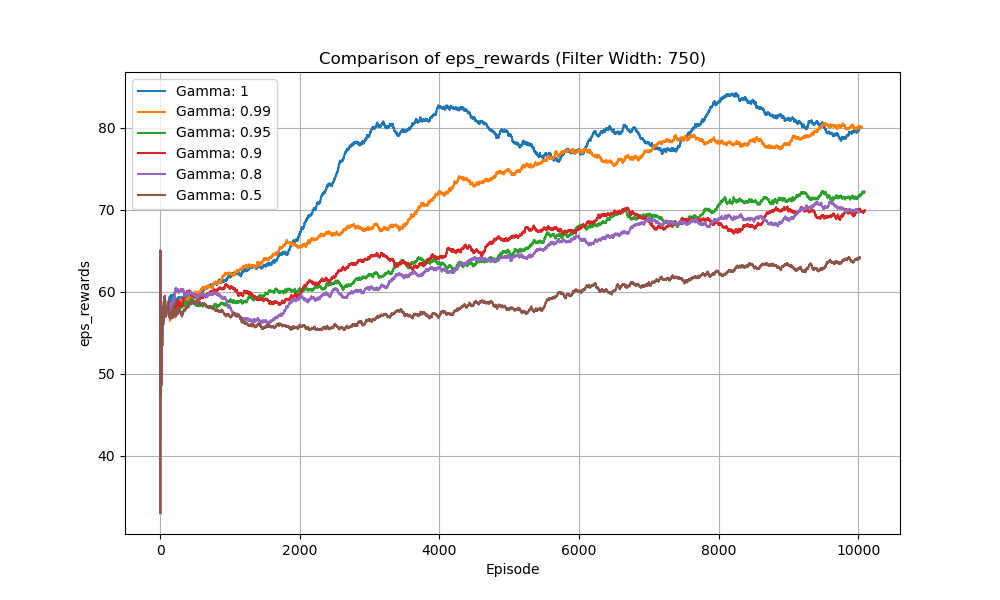 Comparison of eps_rewards (Filter Width: 750)
Gamma: 1
Gamma: 0.99
Gamma: 0.95
Gamma: 0.9
Gamma: 0.8
Gamma: 0.5
80
70
60
50
40
eps_rewards
0 2000 4000 6000 8000 10000
Episode